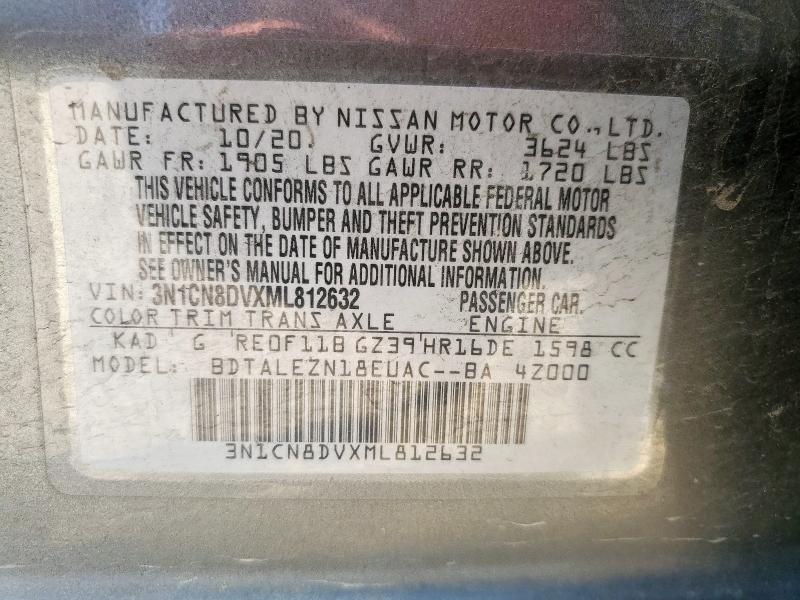 MANUFACTURED BY NISSAN MOTOR CO., LTD.
DATE: 10/20 GVWR: 3624 LBS
GAWR FR: 1905 LBS GAWR RR: 1720 LBS
THIS VEHICLE CONFORMS TO ALL APPLICABLE FEDERAL MOTOR
VEHICLE SAFETY, BUMPER AND THEFT PREVENTION STANDARDS
IN EFFECT ON THE DATE OF MANUFACTURE SHOWN ABOVE.
SEE OWNER'S MANUAL FOR ADDITIONAL INFORMATION.
VIN: 3N1CN8DVXML812632 PASSENGER CAR.
COLOR TRIM TRANS AXLE ENGINE
KAD G RE0F11B GZ39 HR16DE 1598 CC
MODEL: BDTALEZN18EUAC--BA 4Z000
3N1CN8DVXML812632